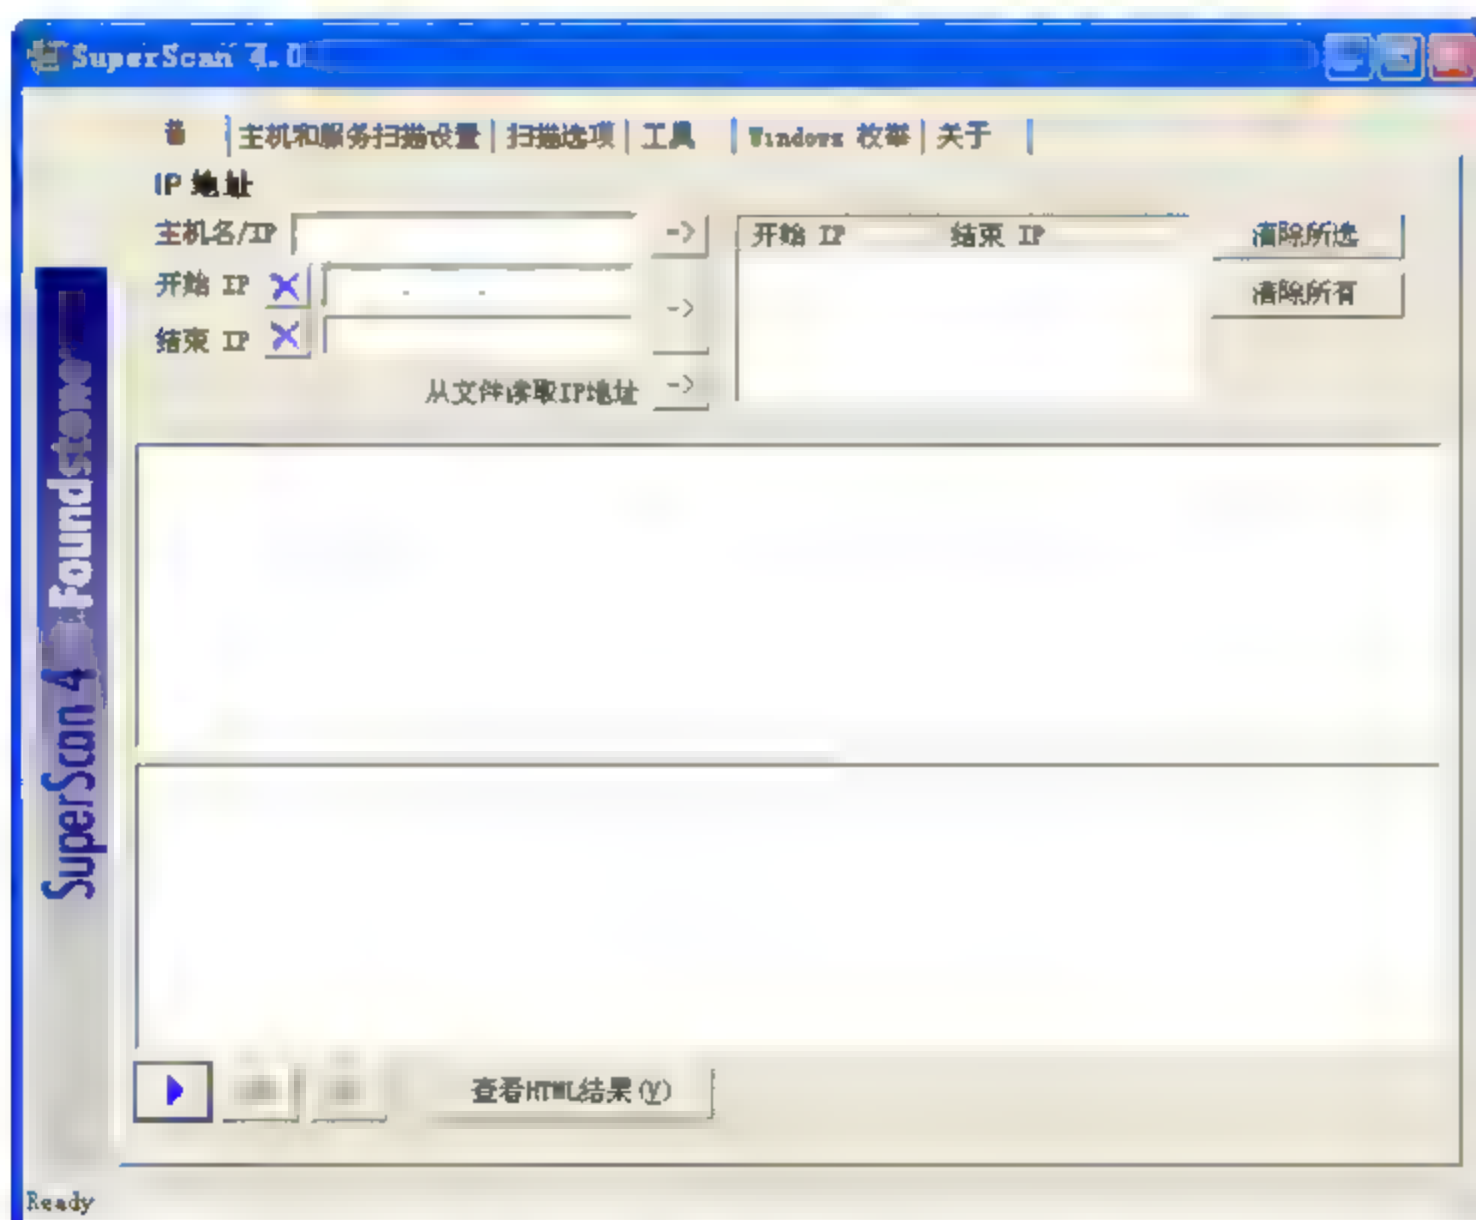 SuperScan 4.0
主机和服务扫描设置 扫描选项 工具 Windows 枚举 关于
IP 地址
主机名/IP -> 开始 IP 结束 IP 清除所选
开始 IP -> 清除所有
结束 IP
从文件读取IP地址 ->
SuperScan 4 Foundstone
查看HTML结果(V)
Ready